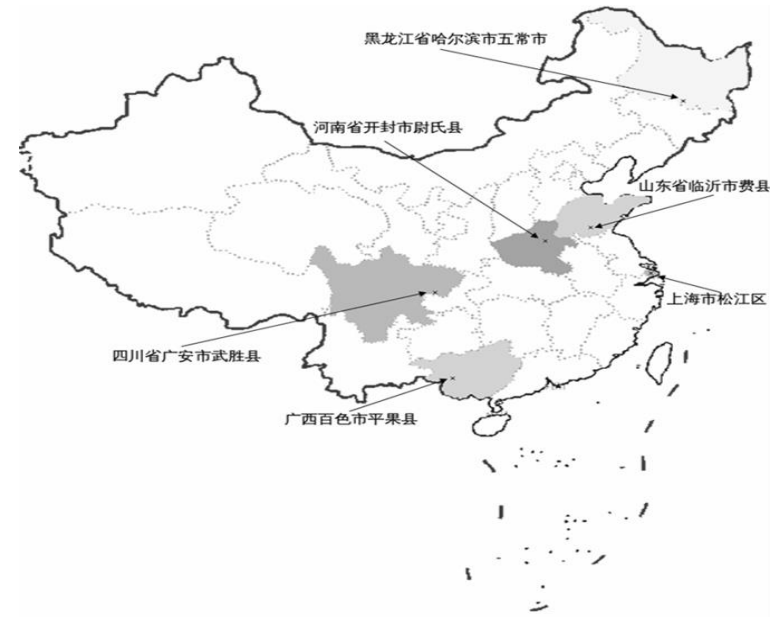 黑龙江省哈尔滨市五常市
河南省开封市尉氏县
山东省临沂市费县
上海市松江区
四川省广安市武胜县
广西百色市平果县